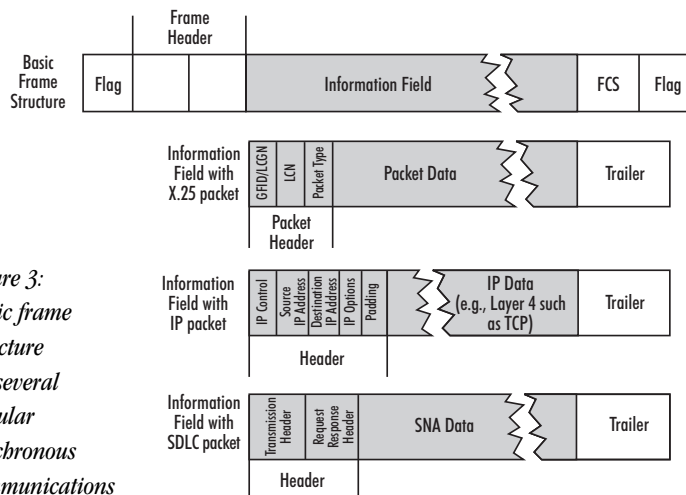 Frame
Header
Basic
Frame
Structure
Flag
Information Field
FCS
Flag
Information
Field with
X.25 packet
GFID/LCGN
LCN
Packet Type
Packet Data
Trailer
Packet
Header
Information
Field with
IP packet
IP Control
Source
IP Address
Destination
IP Address
IP Options
Padding
IP Data
(e.g., Layer 4 such
as TCP)
Trailer
Header
Information
Field with
SDLC packet
Transmission
Header
Request
Response
Header
SNA Data
Trailer
Header
ure 3:
ic frame
cture
several
ular
chronous
munications